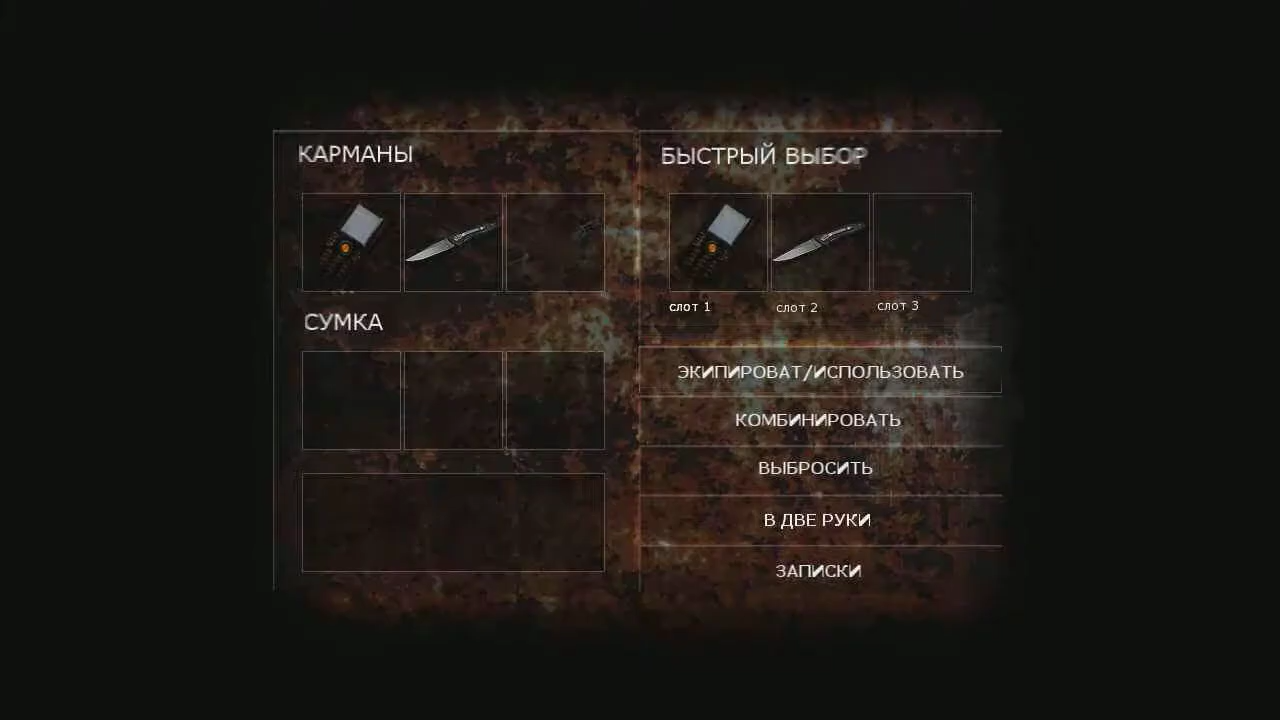 КАРМАНЫ
СУМКА
БЫСТРЫЙ ВЫБОР
слот 1
слот 2
слот 3
ЭКИПИРОВАТ/ИСПОЛЬЗОВАТЬ
КОМБИНИРОВАТЬ
ВЫБРОСИТЬ
В ДВЕ РУКИ
ЗАПИСКИ